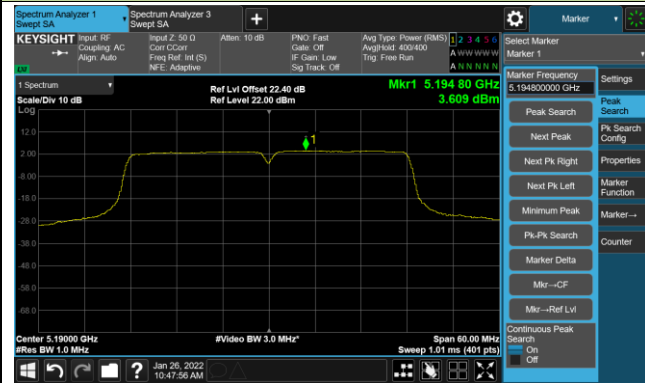 Spectrum Analyzer 1
Swept SA
Spectrum Analyzer 3
Swept SA
+
Marker
KEYSIGHT
Input: RF
Coupling: AC
Align: Auto
Input Z: 50 Ω
Corr CCorr
Freq Ref: Int (S)
NFE: Adaptive
Atten: 10 dB
PNO: Fast
Gate: Off
IF Gain: Low
Sig Track: Off
Avg Type: Power (RMS)
Avg|Hold: 400/400
Trig: Free Run
1 2 3 4 5 6
A W W W W W
A N N N N N
Select Marker
Marker 1
1 Spectrum
Scale/Div 10 dB
Log
Ref Lvl Offset 22.40 dB
Ref Level 22.00 dBm
Mkr1 5.194 80 GHz
3.609 dBm
12.0
2.00
-8.00
-18.0
-28.0
-38.0
-48.0
-58.0
-68.0
1
Center 5.19000 GHz
#Res BW 1.0 MHz
#Video BW 3.0 MHz*
Span 60.00 MHz
Sweep 1.01 ms (401 pts)
Marker Frequency
5.194800000 GHz
Peak Search
Next Peak
Next Pk Right
Next Pk Left
Minimum Peak
Pk-Pk Search
Marker Delta
Mkr→CF
Mkr→Ref Lvl
Continuous Peak
Search
On
Off
Settings
Peak
Search
Pk Search
Config
Properties
Marker
Function
Marker→
Counter
?
Jan 26, 2022
10:47:56 AM